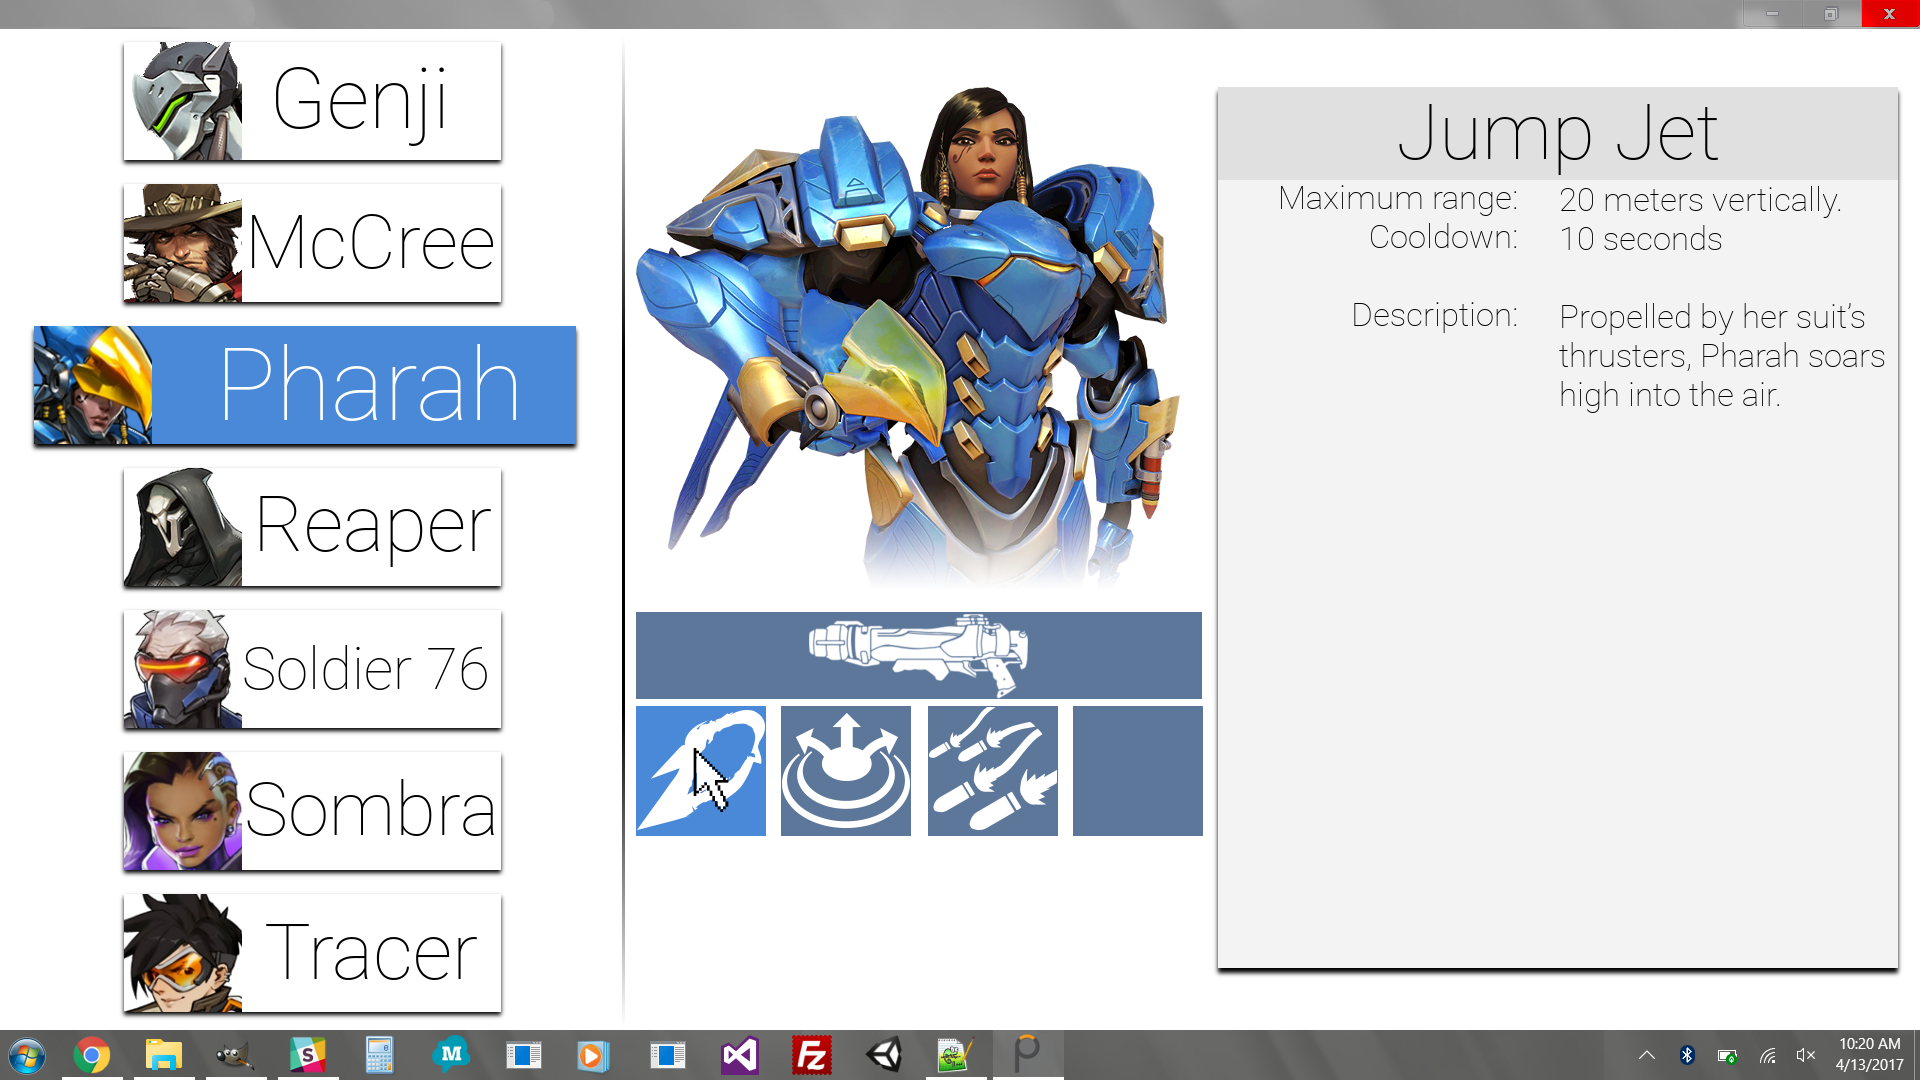 Genji
McCree
Pharah
Reaper
Soldier 76
Sombra
Tracer
Jump Jet
Maximum range: 20 meters vertically.
Cooldown: 10 seconds
Description: Propelled by her suit’s
thrusters, Pharah soars
high into the air.
S
M
Fz
10:20 AM
4/13/2017